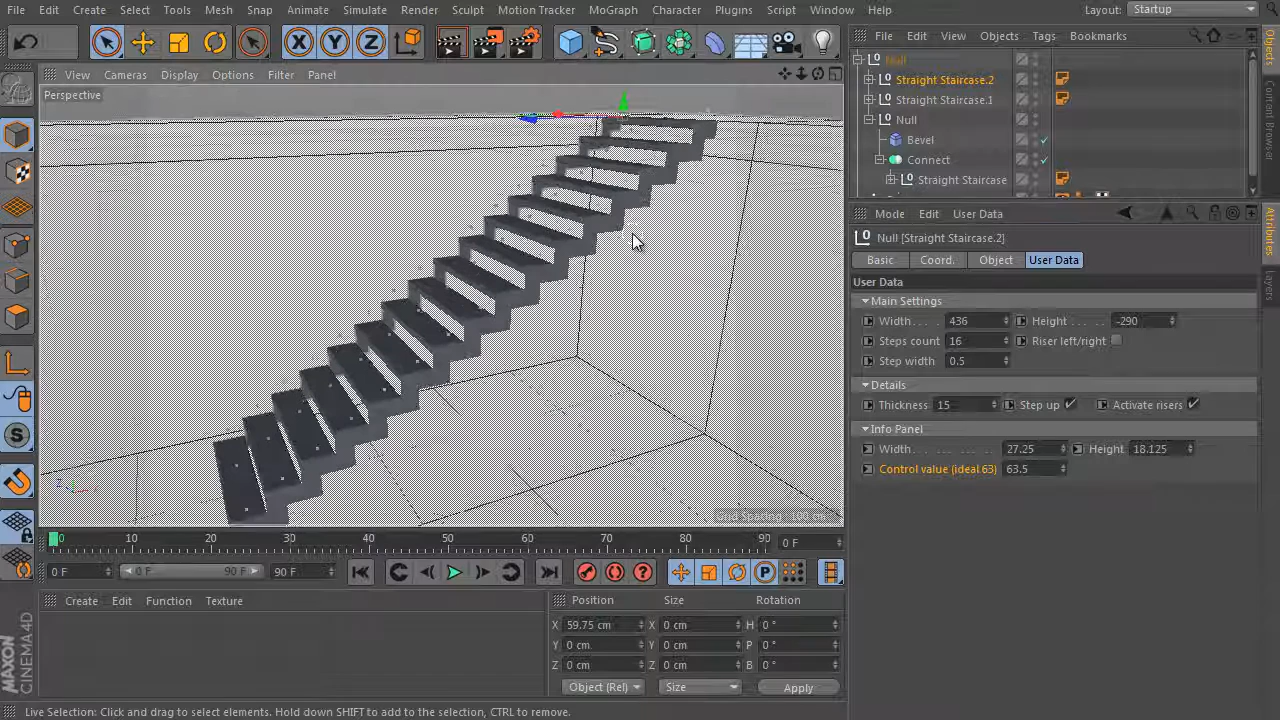 File Edit Create Select Tools Mesh Snap Animate Simulate Render Sculpt Motion Tracker MoGraph Character Plugins Script Window Help Layout: Startup
X Y Z
File Edit View Objects Tags Bookmarks
View Cameras Display Options Filter Panel
Perspective
Null
Straight Staircase.2
Straight Staircase.1
Null
Bevel
Connect
Straight Staircase
Objects
Content Browser
Mode Edit User Data
Null [Straight Staircase.2]
Basic Coord. Object User Data
User Data
Main Settings
Width 436 Height -290
Steps count 16 Riser left/right
Step width 0.5
Details
Thickness 15 Step up Activate risers
Info Panel
Width 27.25 Height 18.125
Control value (ideal 63) 63.5
Attributes
Layers
0 10 20 30 40 50 60 70 80 90 0 F
0 F 0 F 90 F 90 F
P
Create Edit Function Texture
Position Size Rotation
X 59.75 cm X 0 cm H 0 °
Y 0 cm Y 0 cm P 0 °
Z 0 cm Z 0 cm B 0 °
Object (Rel) Size Apply
MAXON
CINEMA 4D
Live Selection: Click and drag to select elements. Hold down SHIFT to add to the selection, CTRL to remove.